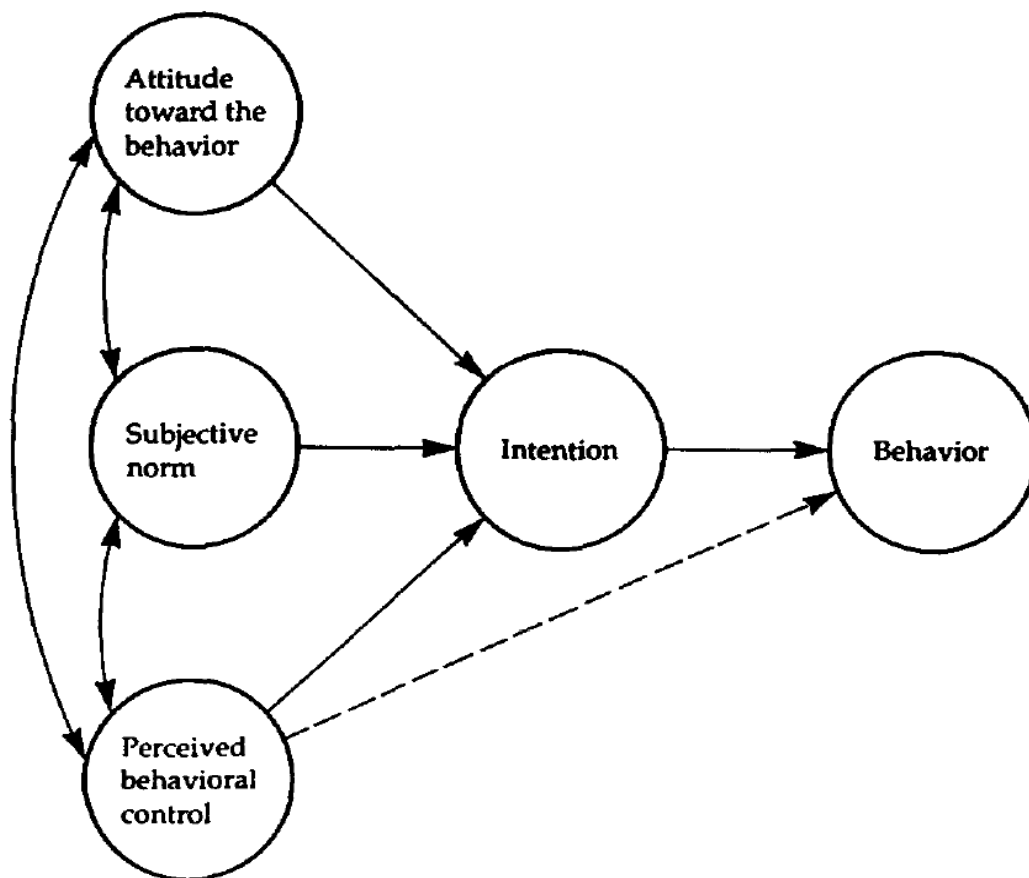 Attitude
toward the
behavior
Subjective
norm
Intention
Behavior
Perceived
behavioral
control